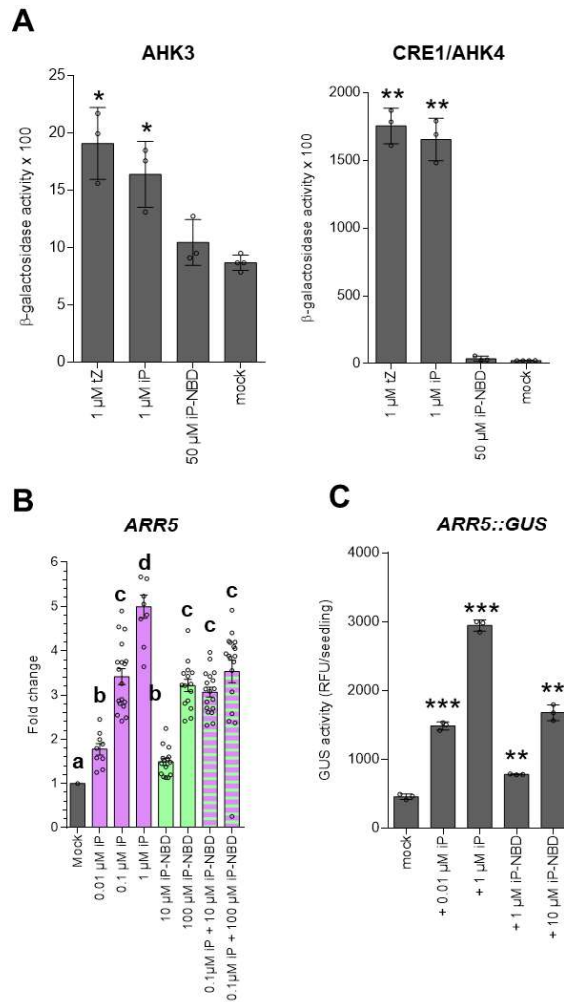 A
AHK3
CRE1/AHK4
β-galactosidase activity x 100
25
20
15
10
5
0
*
*
1 µM tZ
1 µM iP
50 µM iP-NBD
mock
β-galactosidase activity x 100
2000
1500
1000
500
0
**
**
1 µM tZ
1 µM iP
50 µM iP-NBD
mock
B
ARR5
Fold change
6
5
4
3
2
1
0
a
b
c
d
b
c
c
c
Mock
0.01 µM iP
0.1 µM iP
1 µM iP
10 µM iP-NBD
100 µM iP-NBD
0.1µM iP + 10 µM iP-NBD
0.1µM iP + 100 µM iP-NBD
C
ARR5::GUS
GUS activity (RFU/seedling)
4000
3000
2000
1000
0
***
***
**
**
mock
+ 0.01 µM iP
+ 1 µM iP
+ 1 µM iP-NBD
+ 10 µM iP-NBD